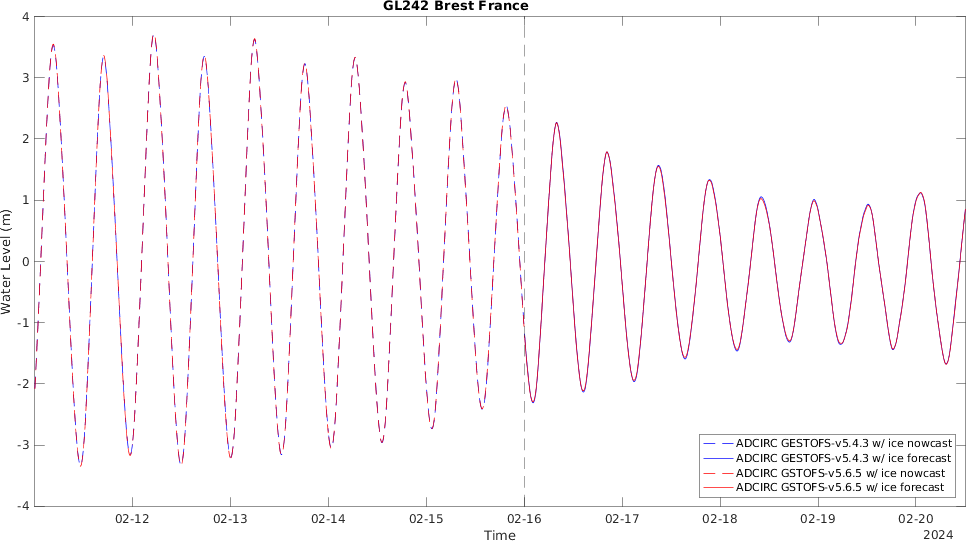 GL242 Brest France
4
3
2
1
0
-1
-2
-3
-4
Water Level (m)
ADCIRC GESTOFS-v5.4.3 w/ ice nowcast
ADCIRC GESTOFS-v5.4.3 w/ ice forecast
ADCIRC GSTOFS-v5.6.5 w/ ice nowcast
ADCIRC GSTOFS-v5.6.5 w/ ice forecast
02-12 02-13 02-14 02-15 02-16 02-17 02-18 02-19 02-20
Time 2024